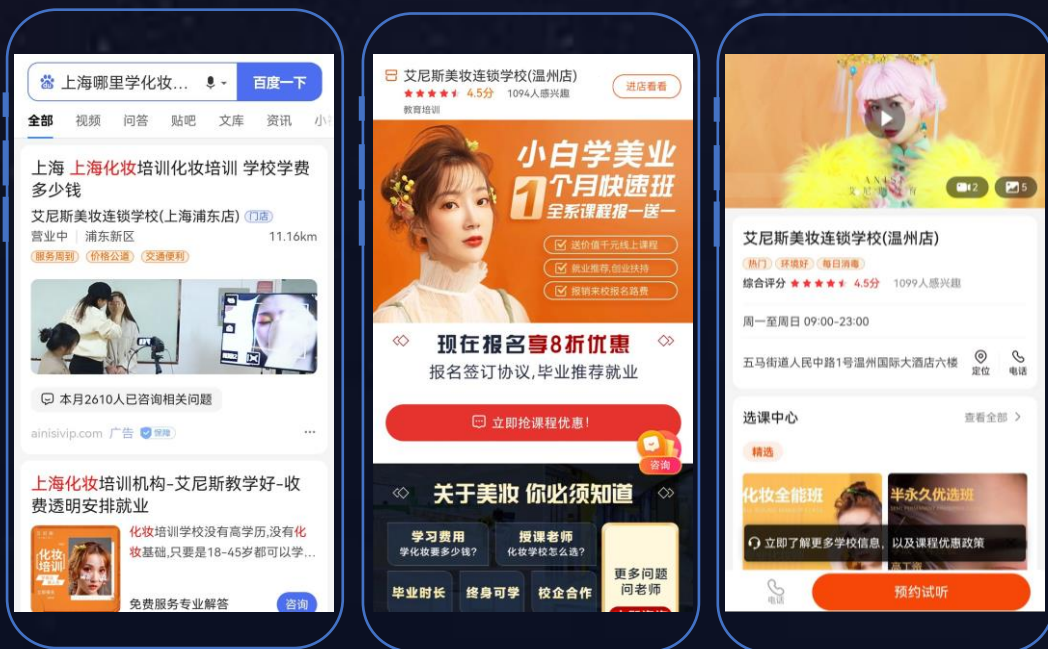 上海哪里学化妆...
百度一下
全部 视频 问答 贴吧 文库 资讯
上海 上海化妆培训化妆培训 学校学费
多少钱
艾尼斯美妆连锁学校(上海浦东店) 门店
营业中 浦东新区 11.16km
服务周到 价格公道 交通便利
本月2610人已咨询相关问题
ainisivip.com 广告 保障
上海化妆培训机构-艾尼斯教学好-收
费透明安排就业
化妆培训学校没有高学历,没有化
妆基础,只要是18-45岁都可以学...
化妆
培训
免费服务专业解答
咨询
艾尼斯美妆连锁学校(温州店)
4.5分 1094人感兴趣
教育培训
进店看看
小白学美业
1个月快速班
全系课程报一送一
送价值千元线上课程
就业推荐,创业扶持
报销来校报名路费
现在报名享8折优惠
报名签订协议,毕业推荐就业
立即抢课程优惠!
咨询
关于美妆 你必须知道
学习费用
学化妆要多少钱?
授课老师
化妆学校怎么选?
毕业时长 终身可学 校企合作
更多问题
问老师
ANISI
2 5
艾尼斯美妆连锁学校(温州店)
热门 环境好 每日消毒
综合评分 4.5分 1099人感兴趣
周一至周日 09:00-23:00
五马街道人民中路1号温州国际大酒店六楼
定位 电话
选课中心 查看全部
精选
化妆全能班
半永久优选班
立即了解更多学校信息,以及课程优惠政策
电话
预约试听